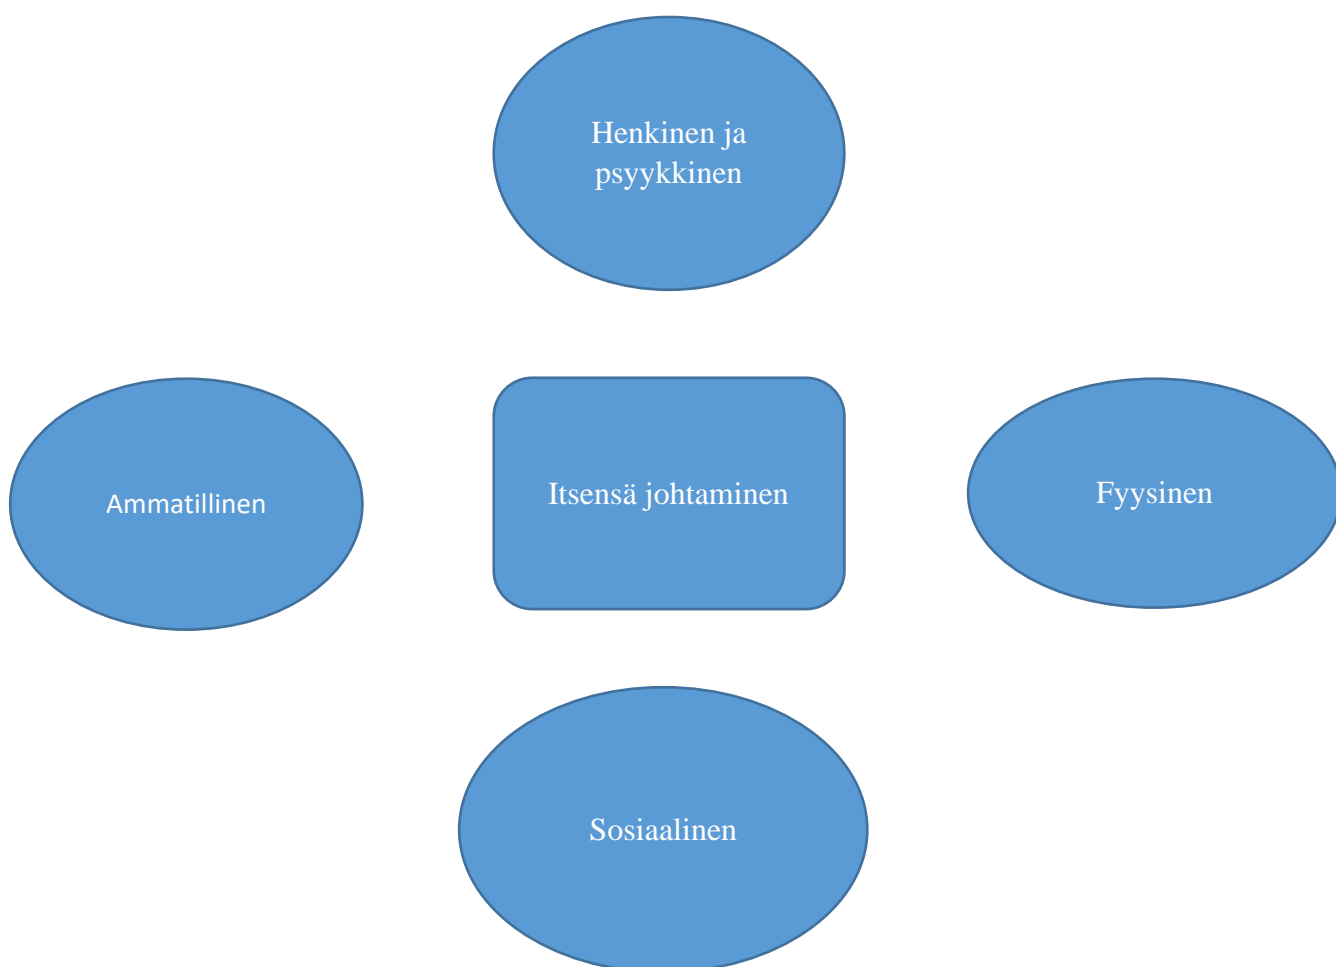 Henkinen ja
psyykkinen
Ammatillinen
Itsensä johtaminen
Fyysinen
Sosiaalinen